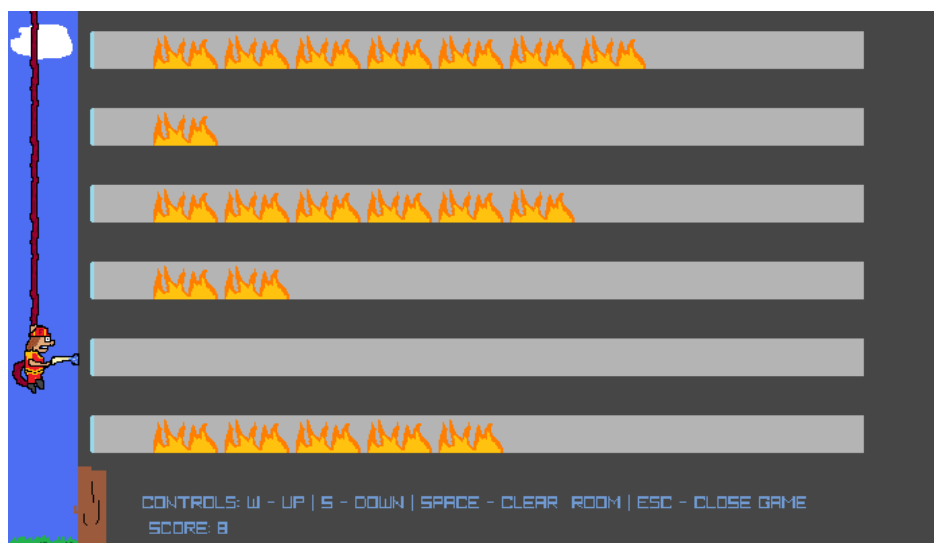 CONTROLS: W - UP | S - DOWN | SPACE - CLEAR ROOM | ESC - CLOSE GAME
SCORE: 8